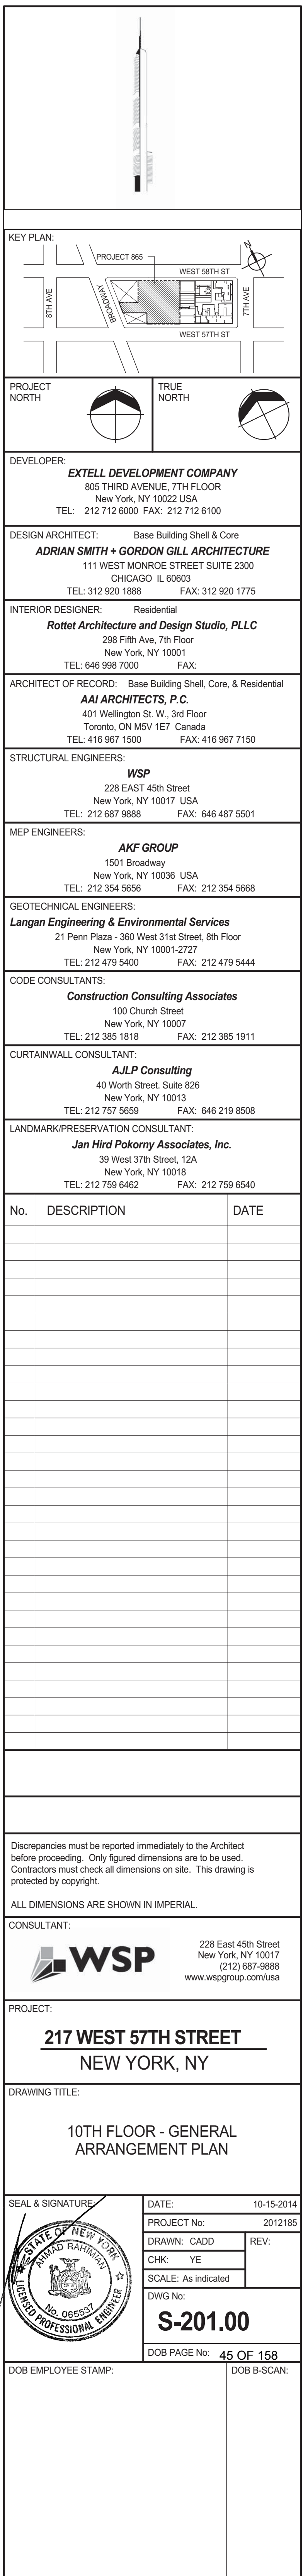 KEY PLAN:
PROJECT 865
N
WEST 58TH ST
8TH AVE
BROADWAY
7TH AVE
WEST 57TH ST
PROJECT
NORTH
TRUE
NORTH
DEVELOPER:
EXTELL DEVELOPMENT COMPANY
805 THIRD AVENUE, 7TH FLOOR
New York, NY 10022 USA
TEL: 212 712 6000 FAX: 212 712 6100
DESIGN ARCHITECT: Base Building Shell & Core
ADRIAN SMITH + GORDON GILL ARCHITECTURE
111 WEST MONROE STREET SUITE 2300
CHICAGO IL 60603
TEL: 312 920 1888 FAX: 312 920 1775
INTERIOR DESIGNER: Residential
Rottet Architecture and Design Studio, PLLC
298 Fifth Ave, 7th Floor
New York, NY 10001
TEL: 646 998 7000 FAX:
ARCHITECT OF RECORD: Base Building Shell, Core, & Residential
AAI ARCHITECTS, P.C.
401 Wellington St. W., 3rd Floor
Toronto, ON M5V 1E7 Canada
TEL: 416 967 1500 FAX: 416 967 7150
STRUCTURAL ENGINEERS:
WSP
228 EAST 45th Street
New York, NY 10017 USA
TEL: 212 687 9888 FAX: 646 487 5501
MEP ENGINEERS:
AKF GROUP
1501 Broadway
New York, NY 10036 USA
TEL: 212 354 5656 FAX: 212 354 5668
GEOTECHNICAL ENGINEERS:
Langan Engineering & Environmental Services
21 Penn Plaza - 360 West 31st Street, 8th Floor
New York, NY 10001-2727
TEL: 212 479 5400 FAX: 212 479 5444
CODE CONSULTANTS:
Construction Consulting Associates
100 Church Street
New York, NY 10007
TEL: 212 385 1818 FAX: 212 385 1911
CURTAINWALL CONSULTANT:
AJLP Consulting
40 Worth Street. Suite 826
New York, NY 10013
TEL: 212 757 5659 FAX: 646 219 8508
LANDMARK/PRESERVATION CONSULTANT:
Jan Hird Pokorny Associates, Inc.
39 West 37th Street, 12A
New York, NY 10018
TEL: 212 759 6462 FAX: 212 759 6540
No. DESCRIPTION DATE
Discrepancies must be reported immediately to the Architect
before proceeding. Only figured dimensions are to be used.
Contractors must check all dimensions on site. This drawing is
protected by copyright.
ALL DIMENSIONS ARE SHOWN IN IMPERIAL.
CONSULTANT:
WSP
228 East 45th Street
New York, NY 10017
(212) 687-9888
www.wspgroup.com/usa
PROJECT:
217 WEST 57TH STREET
NEW YORK, NY
DRAWING TITLE:
10TH FLOOR - GENERAL
ARRANGEMENT PLAN
SEAL & SIGNATURE:
STATE OF NEW YORK
AHMAD RAHIMIAN
No. 065537
LICENSED PROFESSIONAL ENGINEER
DATE: 10-15-2014
PROJECT No: 2012185
DRAWN: CADD REV:
CHK: YE
SCALE: As indicated
DWG No:
S-201.00
DOB PAGE No: 45 OF 158
DOB EMPLOYEE STAMP: DOB B-SCAN: